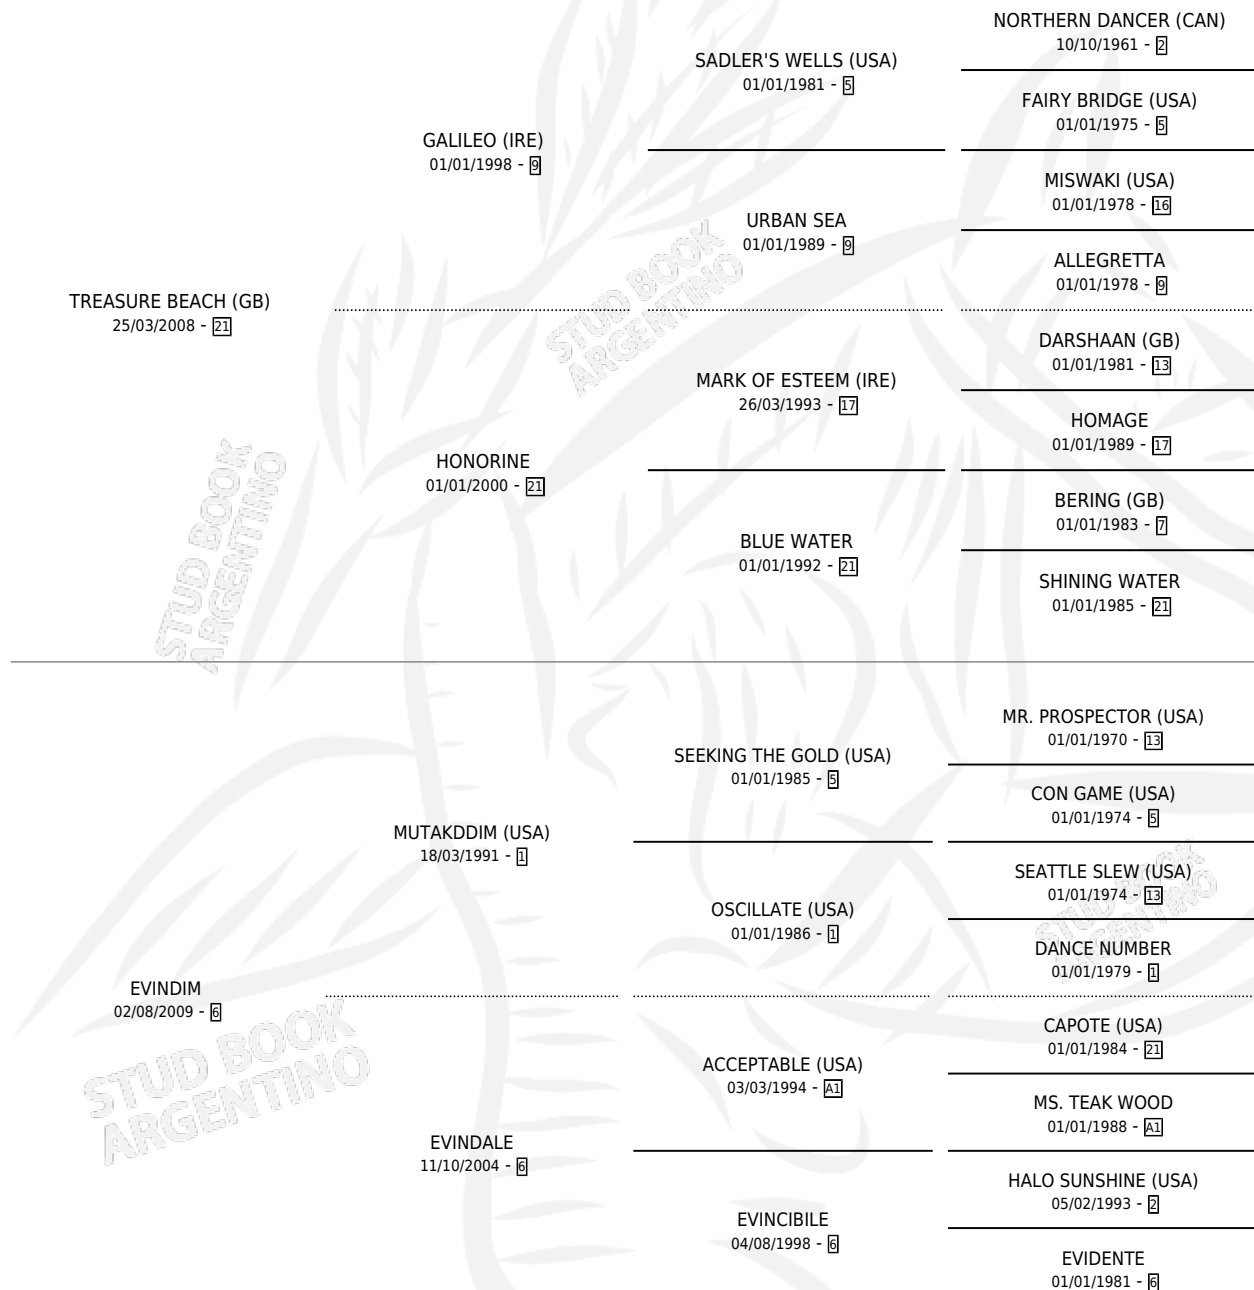 NORTHERN DANCER (CAN)
10/10/1961 - 2
SADLER'S WELLS (USA)
01/01/1981 - 5
FAIRY BRIDGE (USA)
01/01/1975 - 5
GALILEO (IRE)
01/01/1998 - 9
MISWAKI (USA)
01/01/1978 - 16
URBAN SEA
01/01/1989 - 9
ALLEGRETTA
01/01/1978 - 9
TREASURE BEACH (GB)
25/03/2008 - 21
DARSHAAN (GB)
01/01/1981 - 13
MARK OF ESTEEM (IRE)
26/03/1993 - 17
HOMAGE
01/01/1989 - 17
HONORINE
01/01/2000 - 21
BERING (GB)
01/01/1983 - 7
BLUE WATER
01/01/1992 - 21
SHINING WATER
01/01/1985 - 21
STUD BOOK
ARGENTINO
STUD BOOK
ARGENTINO
MR. PROSPECTOR (USA)
01/01/1970 - 13
SEEKING THE GOLD (USA)
01/01/1985 - 5
CON GAME (USA)
01/01/1974 - 5
MUTAKDDIM (USA)
18/03/1991 - 1
SEATTLE SLEW (USA)
01/01/1974 - 13
OSCILLATE (USA)
01/01/1986 - 1
DANCE NUMBER
01/01/1979 - 1
EVINDIM
02/08/2009 - 6
CAPOTE (USA)
01/01/1984 - 21
ACCEPTABLE (USA)
03/03/1994 - A1
MS. TEAK WOOD
01/01/1988 - A1
EVINDALE
11/10/2004 - 6
HALO SUNSHINE (USA)
05/02/1993 - 2
EVINCIBILE
04/08/1998 - 6
EVIDENTE
01/01/1981 - 6
STUD BOOK
ARGENTINO
STUD BOOK
ARGENTINO